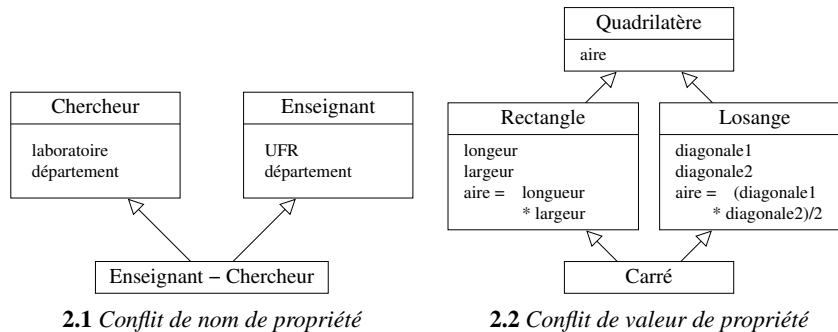 Quadrilatère
aire
Chercheur
laboratoire
département
Enseignant
UFR
département
Rectangle
longeur
largeur
aire = longueur
* largeur
Losange
diagonale1
diagonale2
aire = (diagonale1
* diagonale2)/2
Enseignant − Chercheur
Carré
2.1 Conflit de nom de propriété
2.2 Conflit de valeur de propriété